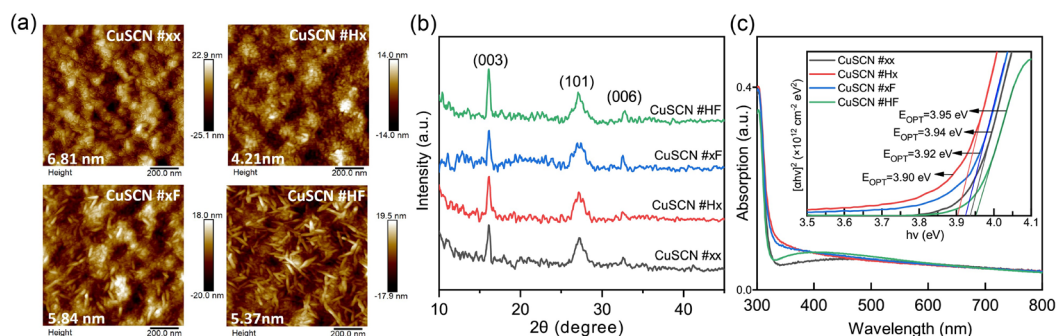 (a)
CuSCN #xx
22.9 nm
-25.1 nm
6.81 nm
Height
200.0 nm
CuSCN #Hx
14.0 nm
-14.0 nm
4.21nm
Height
200.0 nm
CuSCN #xF
18.0 nm
-20.0 nm
5.84 nm
Height
200.0 nm
CuSCN #HF
19.5 nm
-17.9 nm
5.37nm
Height
200.0 nm
(b)
Intensity (a.u.)
(003)
(101)
(006)
CuSCN #HF
CuSCN #xF
CuSCN #Hx
CuSCN #xx
10 20 30 40
2θ (degree)
(c)
Absorption (a.u.)
0.4
0.0
CuSCN #xx
CuSCN #Hx
CuSCN #xF
CuSCN #HF
(αhν)² (×10¹² cm⁻² eV²)
E_OPT=3.95 eV
E_OPT=3.94 eV
E_OPT=3.92 eV
E_OPT=3.90 eV
3.5 3.6 3.7 3.8 3.9 4.0 4.1
hν (eV)
300 400 500 600 700 800
Wavelength (nm)